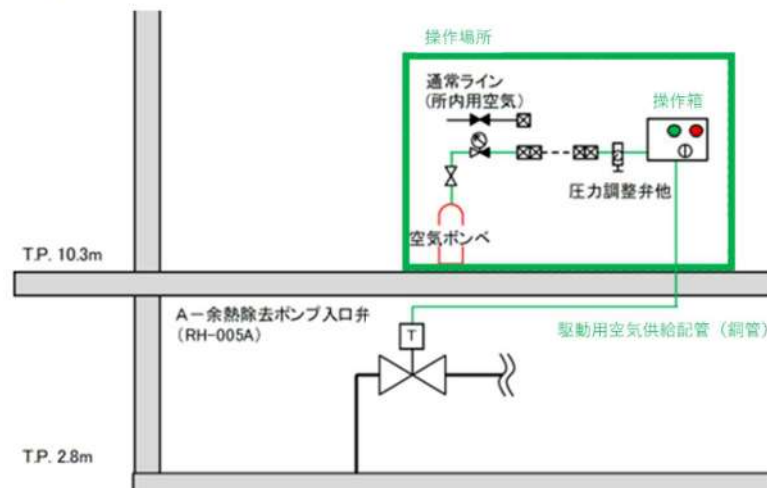 操作場所
通常ライン
(所内用空気)
操作箱
圧力調整弁他
空気ボンベ
T.P. 10.3m
A－余熱除去ポンプ入口弁
(RH-005A)
駆動用空気供給配管（銅管）
T
T.P. 2.8m